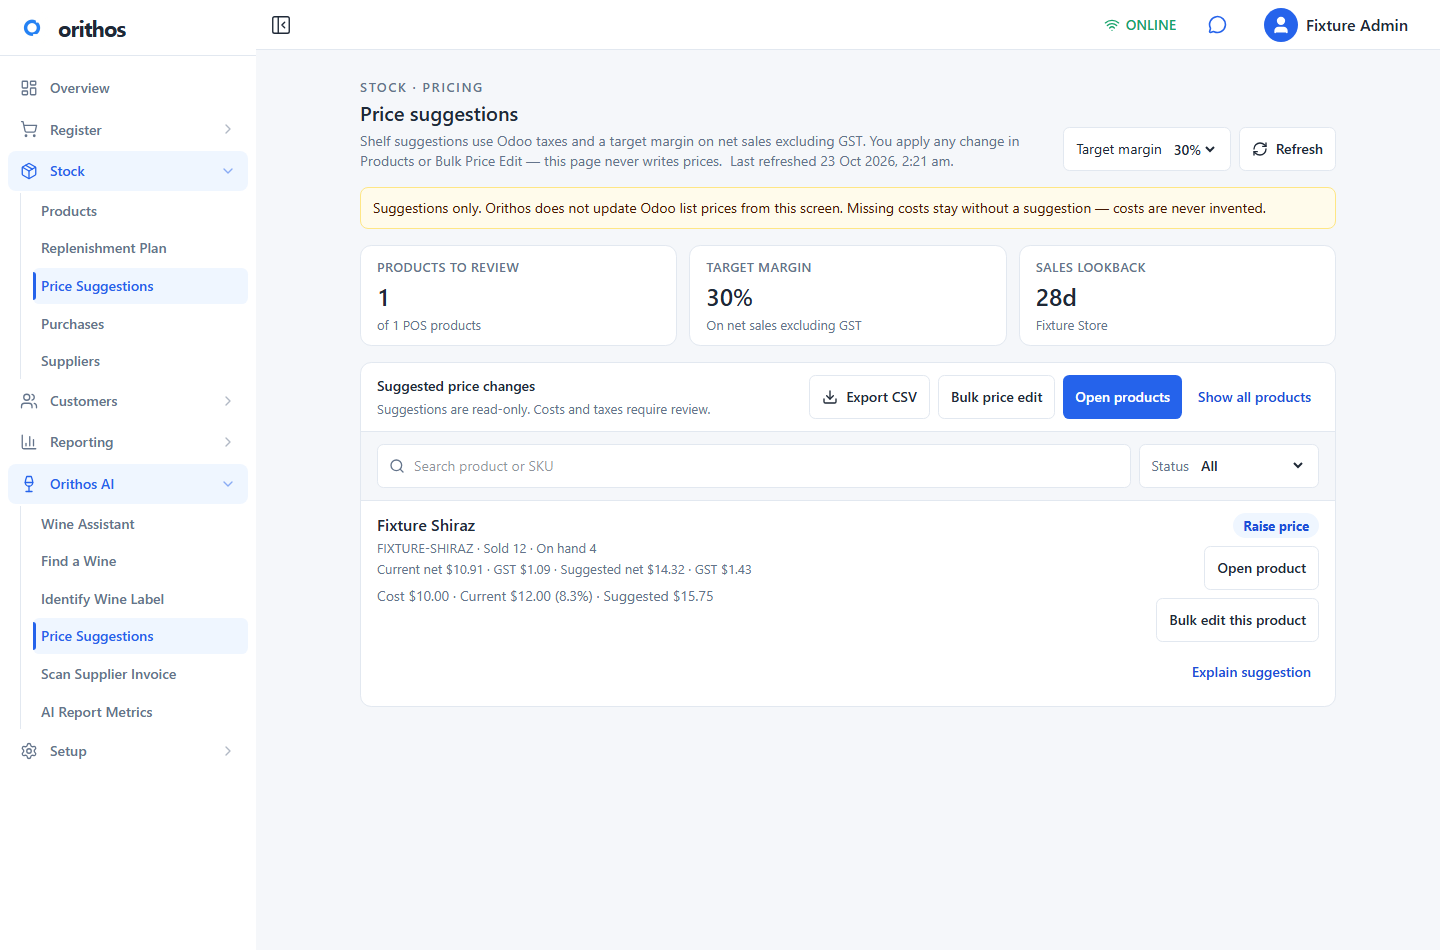 orithos
ONLINE
Fixture Admin
Overview
Register
Stock
Products
Replenishment Plan
Price Suggestions
Purchases
Suppliers
Customers
Reporting
Orithos AI
Wine Assistant
Find a Wine
Identify Wine Label
Price Suggestions
Scan Supplier Invoice
AI Report Metrics
Setup
STOCK · PRICING
Price suggestions
Shelf suggestions use Odoo taxes and a target margin on net sales excluding GST. You apply any change in
Products or Bulk Price Edit — this page never writes prices. Last refreshed 23 Oct 2026, 2:21 am.
Target margin 30%
Refresh
Suggestions only. Orithos does not update Odoo list prices from this screen. Missing costs stay without a suggestion — costs are never invented.
PRODUCTS TO REVIEW
1
of 1 POS products
TARGET MARGIN
30%
On net sales excluding GST
SALES LOOKBACK
28d
Fixture Store
Suggested price changes
Suggestions are read-only. Costs and taxes require review.
Export CSV
Bulk price edit
Open products
Show all products
Search product or SKU
Status All
Fixture Shiraz
FIXTURE-SHIRAZ · Sold 12 · On hand 4
Current net $10.91 · GST $1.09 · Suggested net $14.32 · GST $1.43
Cost $10.00 · Current $12.00 (8.3%) · Suggested $15.75
Raise price
Open product
Bulk edit this product
Explain suggestion